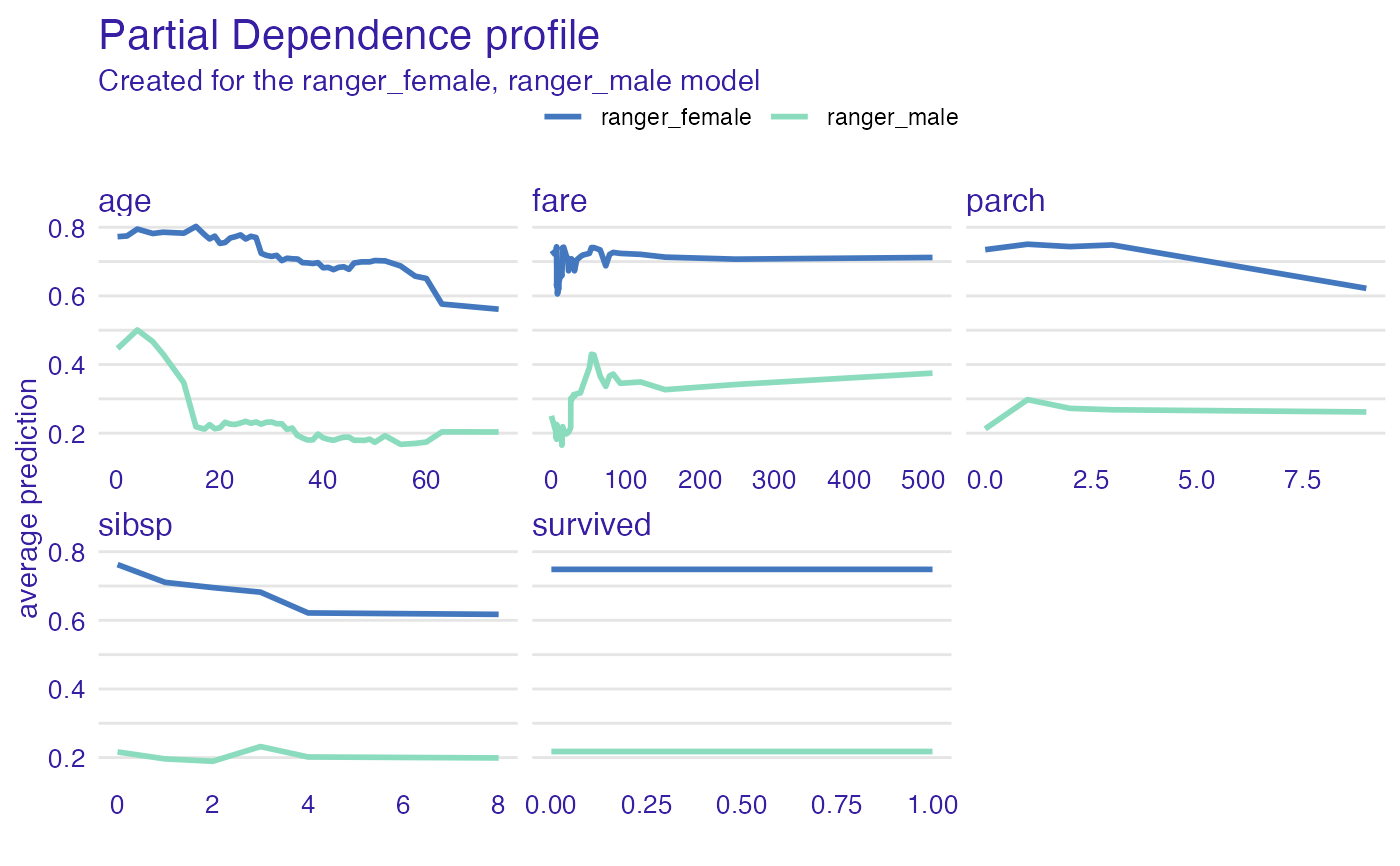 Partial Dependence profile
Created for the ranger_female, ranger_male model
ranger_female ranger_male
age fare parch
0.8
0.6
0.4
0.2
average prediction
0 20 40 60 0 100 200 300 400 500 0.0 2.5 5.0 7.5
sibsp survived
0.8
0.6
0.4
0.2
0 2 4 6 8 0.00 0.25 0.50 0.75 1.00